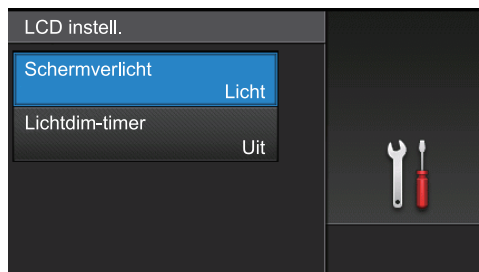 LCD instell.
Schermverlicht
Licht
Lichtdim-timer
Uit